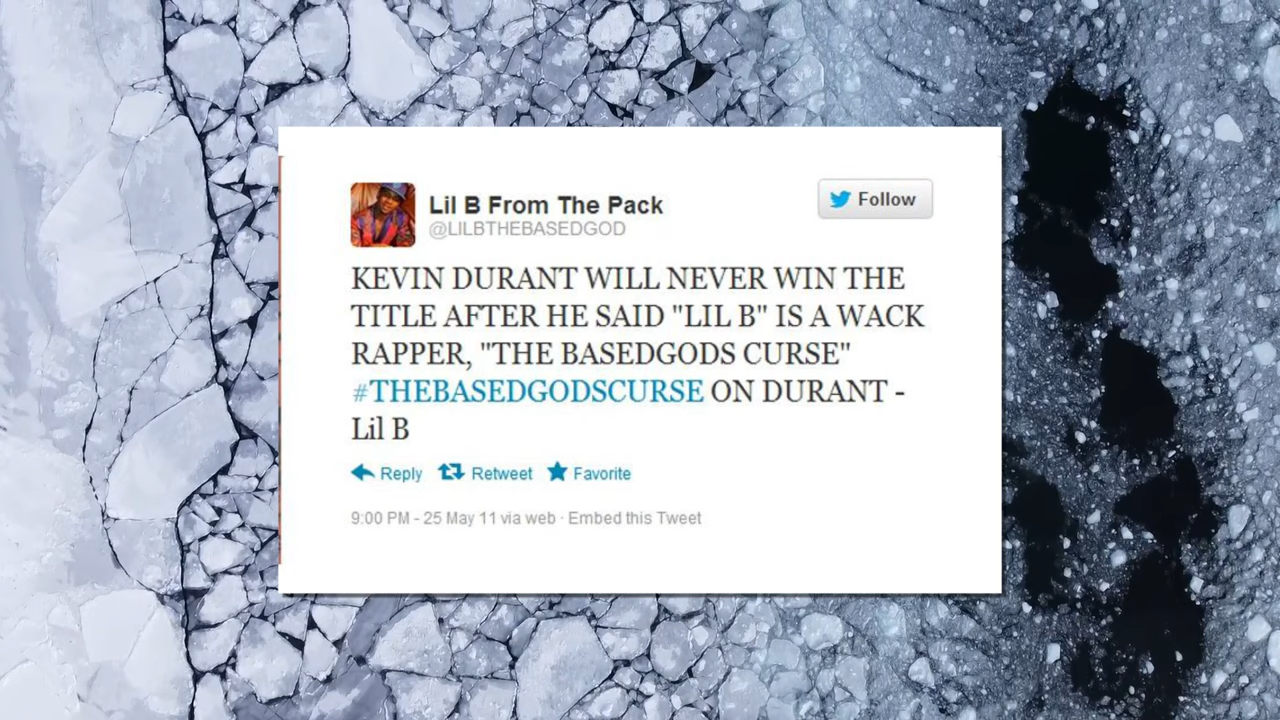 Lil B From The Pack
@LILBTHEBASEDGOD
Follow
KEVIN DURANT WILL NEVER WIN THE
TITLE AFTER HE SAID "LIL B" IS A WACK
RAPPER, "THE BASEDGODS CURSE"
#THEBASEDGODSCURSE ON DURANT -
Lil B
Reply Retweet Favorite
9:00 PM - 25 May 11 via web · Embed this Tweet